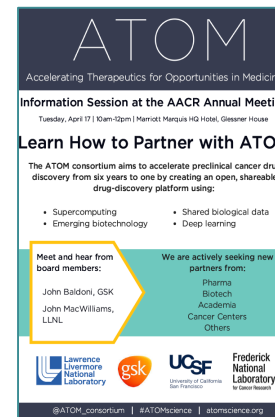 ATOM
Accelerating Therapeutics for Opportunities in Medicin
Information Session at the AACR Annual Meeti
Tuesday, April 17 | 10am-12pm | Marriott Marquis HQ Hotel, Glessner House
Learn How to Partner with ATO
The ATOM consortium aims to accelerate preclinical cancer dru
discovery from six years to one by creating an open, shareable
drug-discovery platform using:
• Supercomputing
• Emerging biotechnology
• Shared biological data
• Deep learning
Meet and hear from
board members:
John Baldoni, GSK
John MacWilliams,
LLNL
We are actively seeking new
partners from:
Pharma
Biotech
Academia
Cancer Centers
Others
Lawrence
Livermore
National
Laboratory
gsk
UCSF
University of California
San Francisco
Frederick
National
Laboratory
for Cancer Research
@ATOM_consortium | #ATOMscience | atomscience.org